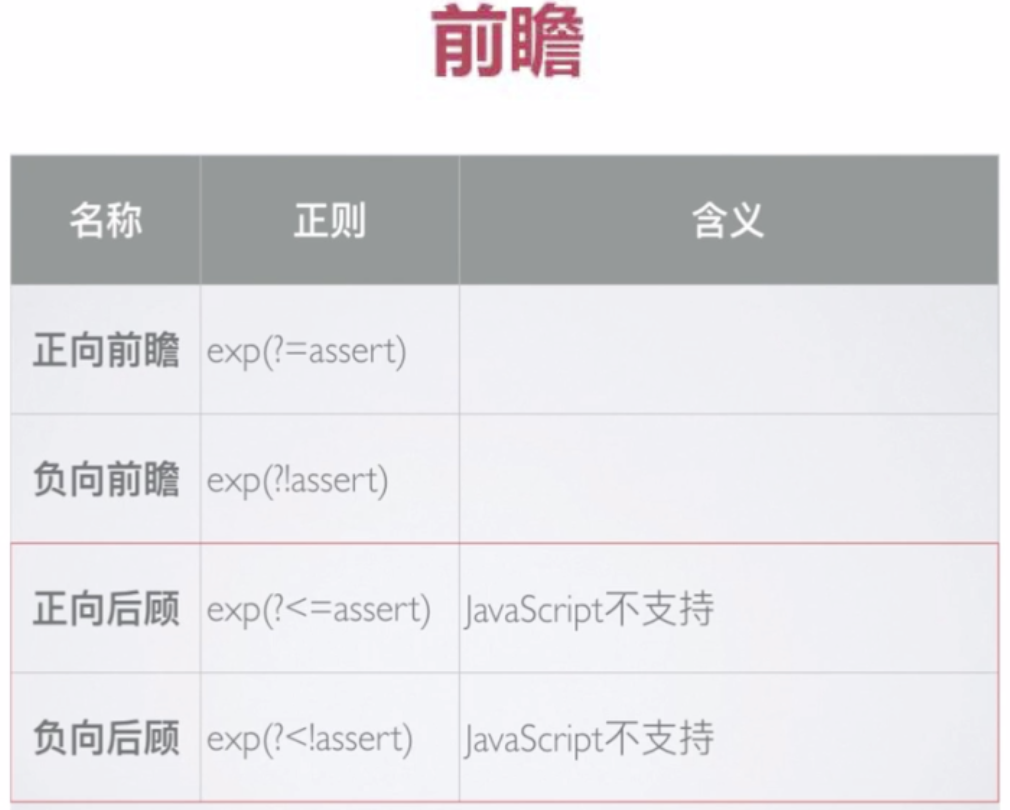 前瞻
名称 正则 含义
正向前瞻 exp(?=assert)
负向前瞻 exp(?!assert)
正向后顾 exp(?<=assert) JavaScript不支持
负向后顾 exp(?<!assert) JavaScript不支持